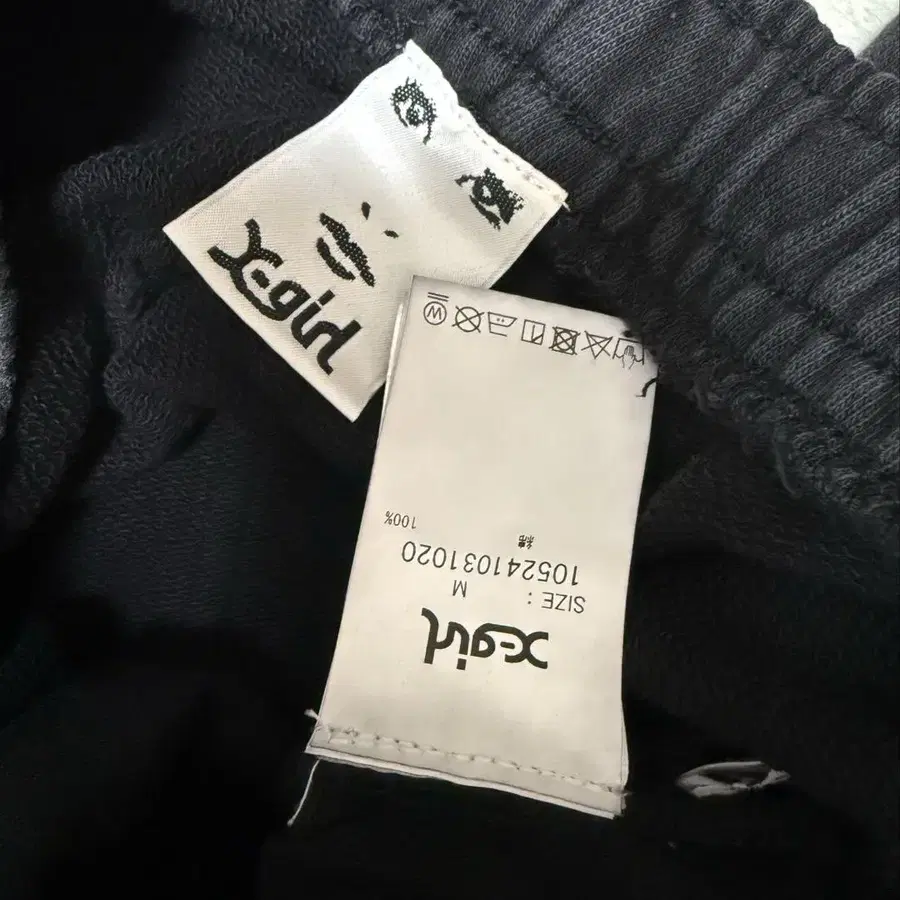 X-girl
X-girl
SIZE : M
105241031020
綿 100%
W